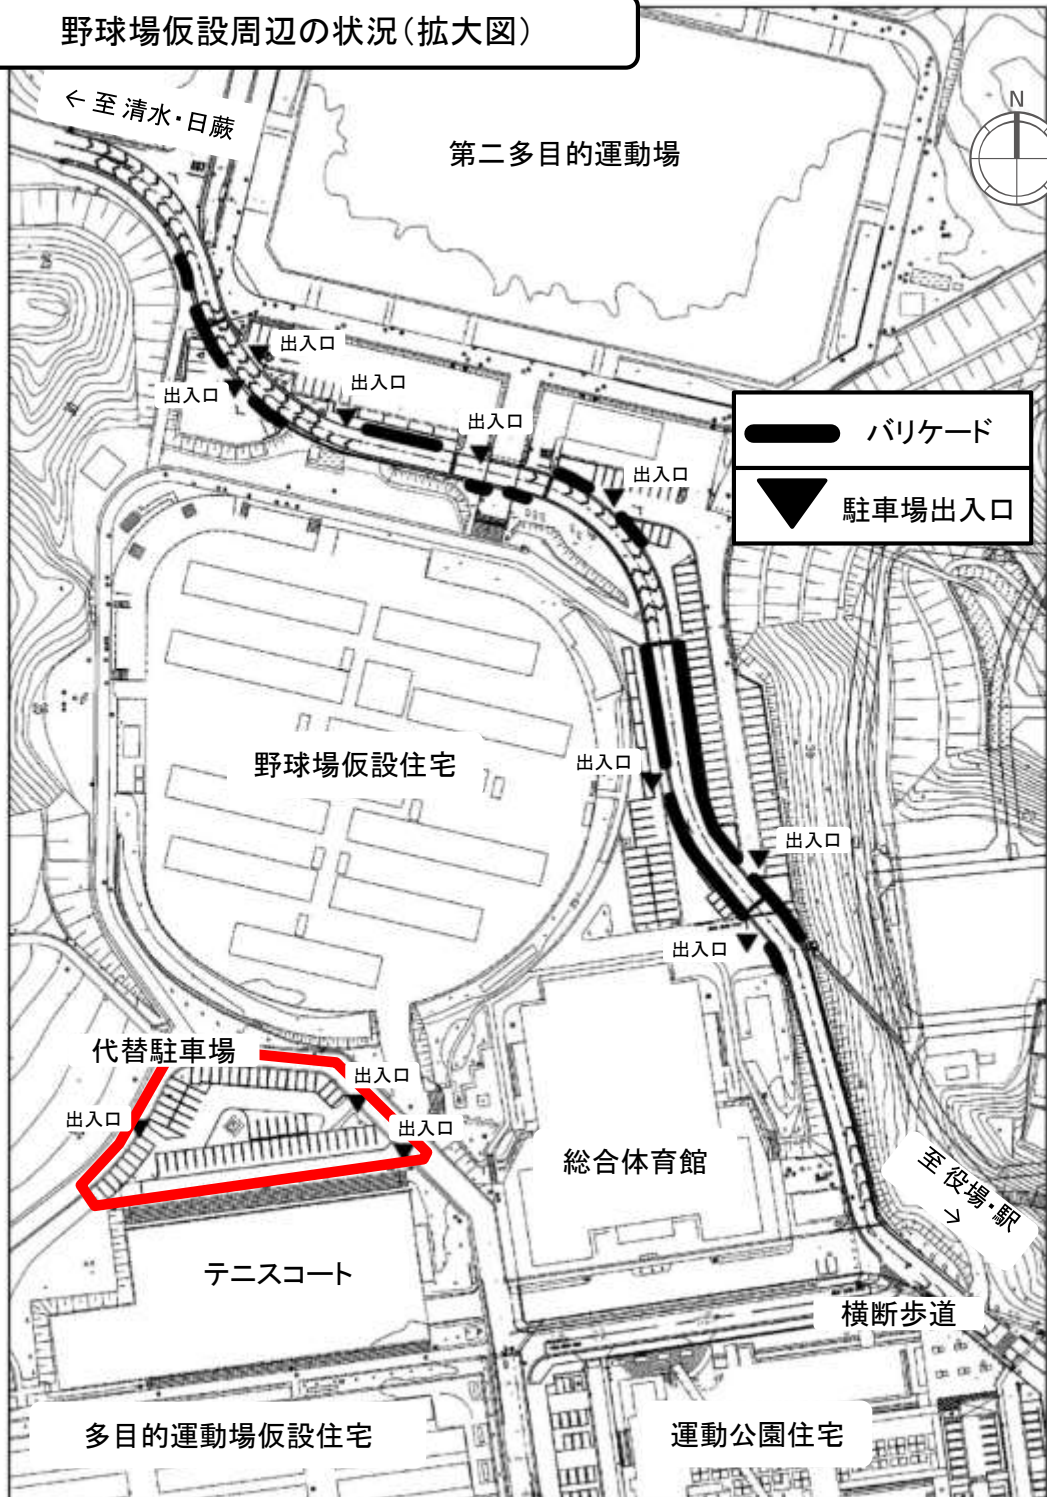 野球場仮設周辺の状況(拡大図)
← 至 清水・日蕨
N
第二多目的運動場
出入口
出入口
出入口
出入口
出入口
バリケード
駐車場出入口
野球場仮設住宅
出入口
出入口
出入口
代替駐車場
出入口
出入口
出入口
総合体育館
至 役場・駅
→
テニスコート
横断歩道
多目的運動場仮設住宅
運動公園住宅